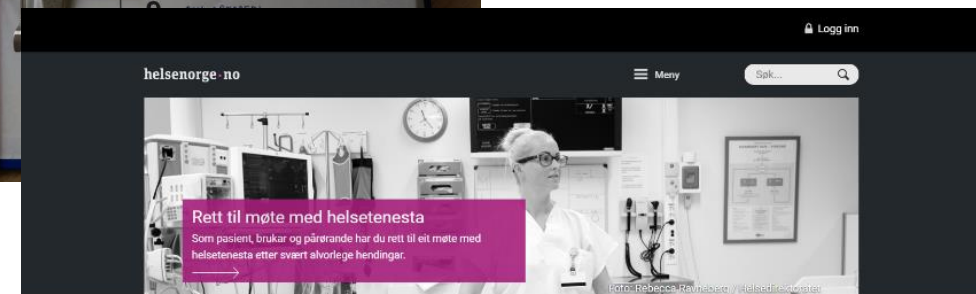 Logg inn
helsenorge·no
Meny
Søk...
Rett til møte med helsetenesta
Som pasient, brukar og pårørande har du rett til eit møte med
helsetenesta etter svært alvorlege hendingar.
Foto: Rebecca Ravneberg / Helsedirektoratet